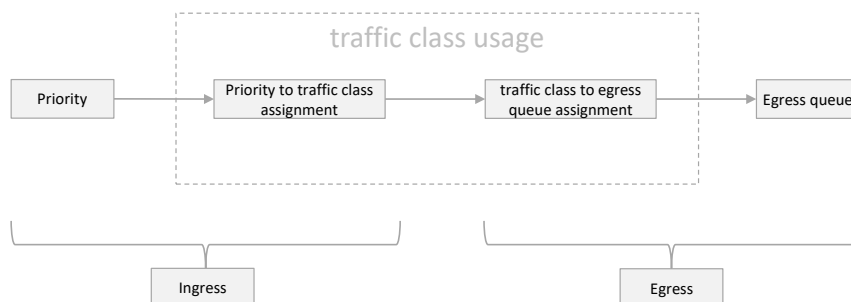 traffic class usage
Priority
Priority to traffic class
assignment
traffic class to egress
queue assignment
Egress queue
Ingress
Egress